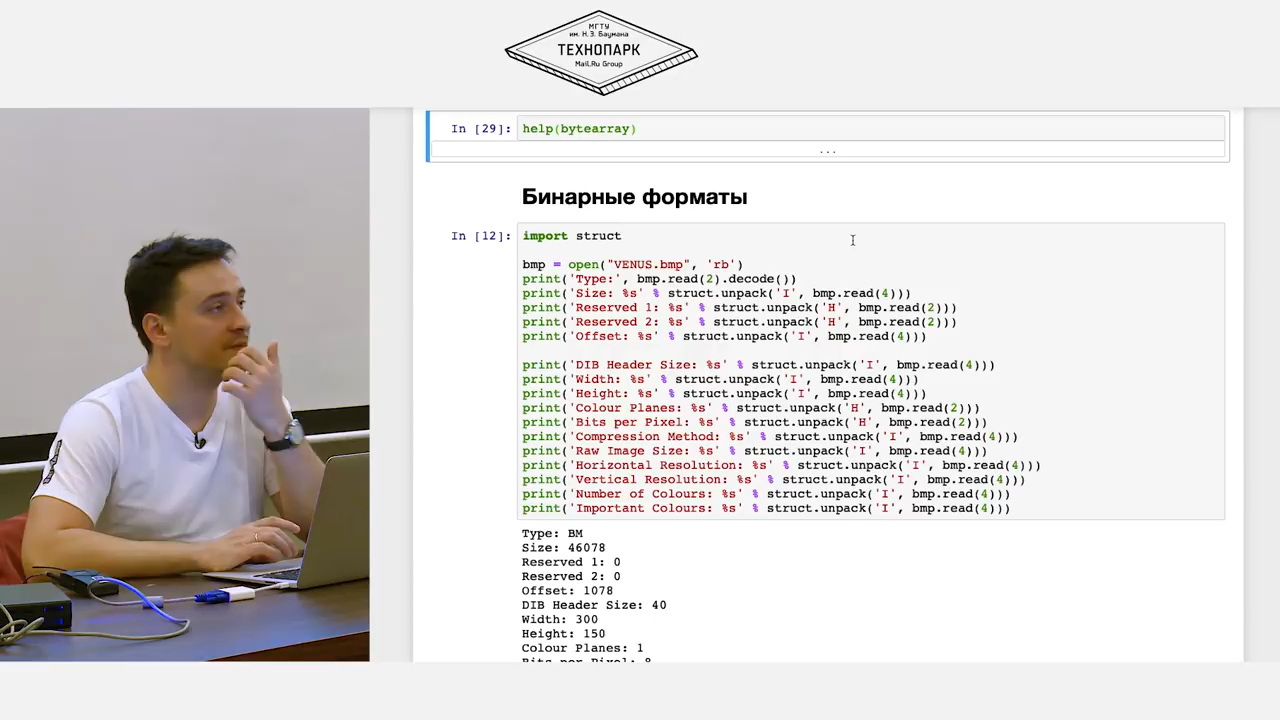 МГТУ
им. Н.Э. Баумана
ТЕХНОПАРК
Mail.Ru Group
In [29]: help(bytearray)
...
Бинарные форматы
In [12]: import struct
bmp = open("VENUS.bmp", 'rb')
print('Type:', bmp.read(2).decode())
print('Size: %s' % struct.unpack('I', bmp.read(4)))
print('Reserved 1: %s' % struct.unpack('H', bmp.read(2)))
print('Reserved 2: %s' % struct.unpack('H', bmp.read(2)))
print('Offset: %s' % struct.unpack('I', bmp.read(4)))
print('DIB Header Size: %s' % struct.unpack('I', bmp.read(4)))
print('Width: %s' % struct.unpack('I', bmp.read(4)))
print('Height: %s' % struct.unpack('I', bmp.read(4)))
print('Colour Planes: %s' % struct.unpack('H', bmp.read(2)))
print('Bits per Pixel: %s' % struct.unpack('H', bmp.read(2)))
print('Compression Method: %s' % struct.unpack('I', bmp.read(4)))
print('Raw Image Size: %s' % struct.unpack('I', bmp.read(4)))
print('Horizontal Resolution: %s' % struct.unpack('I', bmp.read(4)))
print('Vertical Resolution: %s' % struct.unpack('I', bmp.read(4)))
print('Number of Colours: %s' % struct.unpack('I', bmp.read(4)))
print('Important Colours: %s' % struct.unpack('I', bmp.read(4)))
Type: BM
Size: 46078
Reserved 1: 0
Reserved 2: 0
Offset: 1078
DIB Header Size: 40
Width: 300
Height: 150
Colour Planes: 1
Bits per Pixel: 8